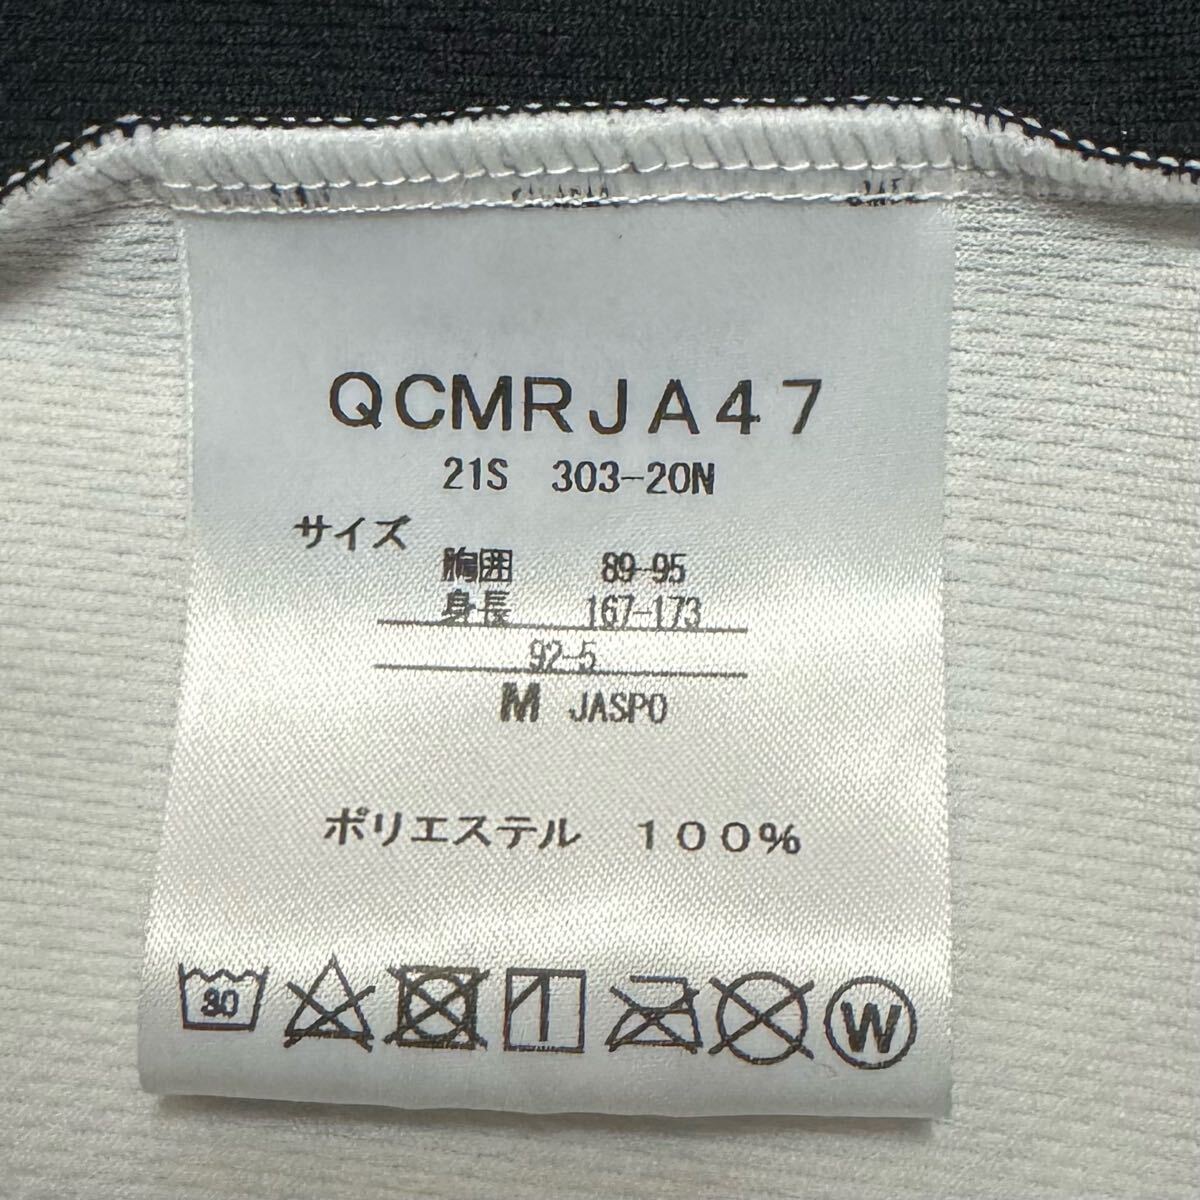 QCMRJA47
21S 303-20N
サイズ
胸囲 89-95
身長 167-173
92-5
M JASPO
ポリエステル 100%
80
W